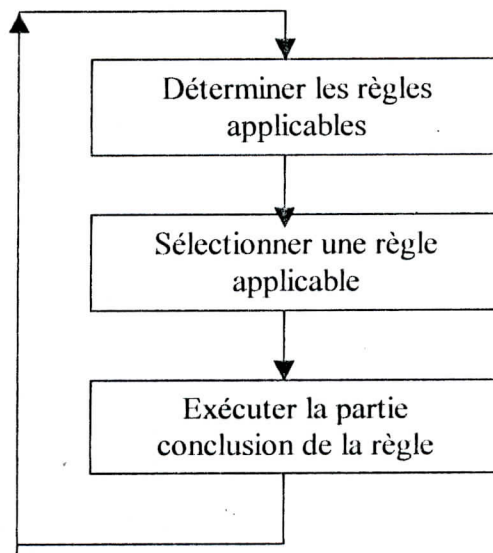 Déterminer les règles
applicables
Sélectionner une règle
applicable
Exécuter la partie
conclusion de la règle